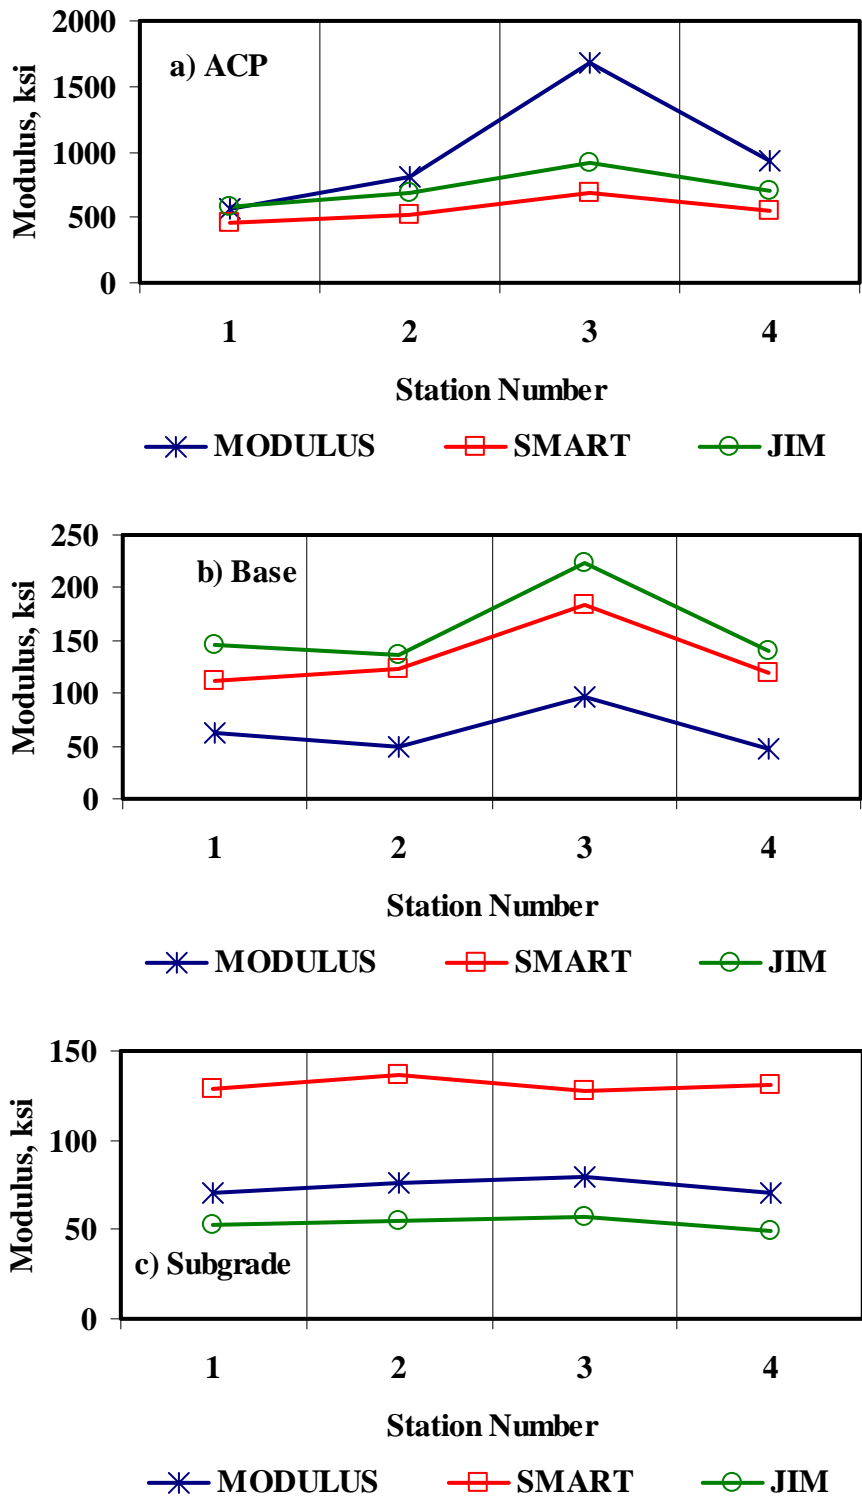 2000
a) ACP
1500
1000
500
0
Modulus, ksi
1 2 3 4
Station Number
MODULUS SMART JIM
250
b) Base
200
150
100
50
0
Modulus, ksi
1 2 3 4
Station Number
MODULUS SMART JIM
150
100
50
c) Subgrade
0
Modulus, ksi
1 2 3 4
Station Number
MODULUS SMART JIM